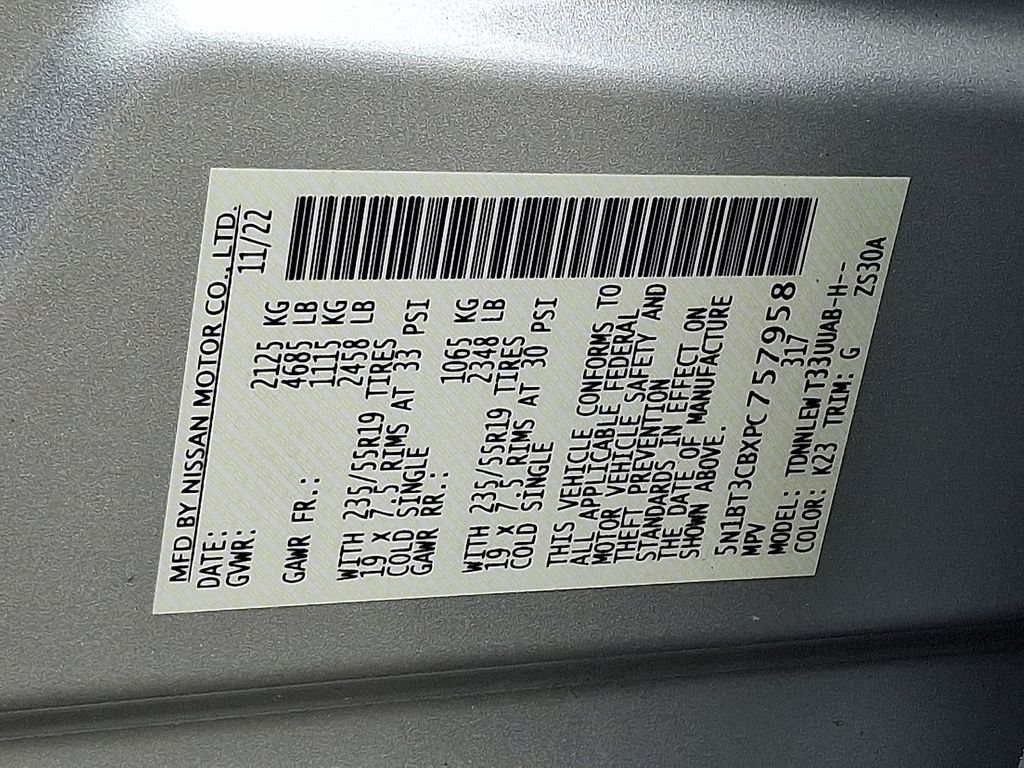 MFD BY NISSAN MOTOR CO., LTD.
DATE: 11/22
GVWR: 2125 KG
4685 LB
GAWR FR.: 1115 KG
2458 LB
WITH 235/55R19 TIRES
19 X 7.5 RIMS AT 33 PSI
COLD SINGLE
GAWR RR.: 1065 KG
2348 LB
WITH 235/55R19 TIRES
19 X 7.5 RIMS AT 30 PSI
COLD SINGLE
THIS VEHICLE CONFORMS TO
ALL APPLICABLE FEDERAL
MOTOR VEHICLE SAFETY AND
THEFT PREVENTION
STANDARDS IN EFFECT ON
THE DATE OF MANUFACTURE
SHOWN ABOVE.
5N1BT3CBXPC757958
MPV 317
MODEL: TDNNLEWT33UUAB-H--
COLOR: K23 TRIM: G ZS30A